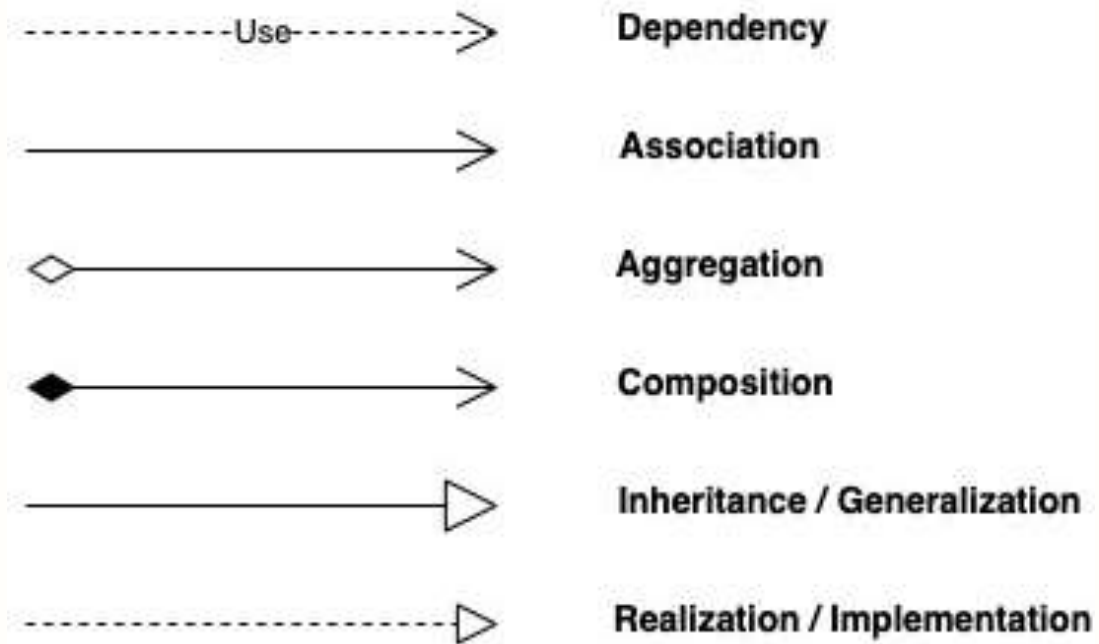 Use Dependency
Association
Aggregation
Composition
Inheritance / Generalization
Realization / Implementation